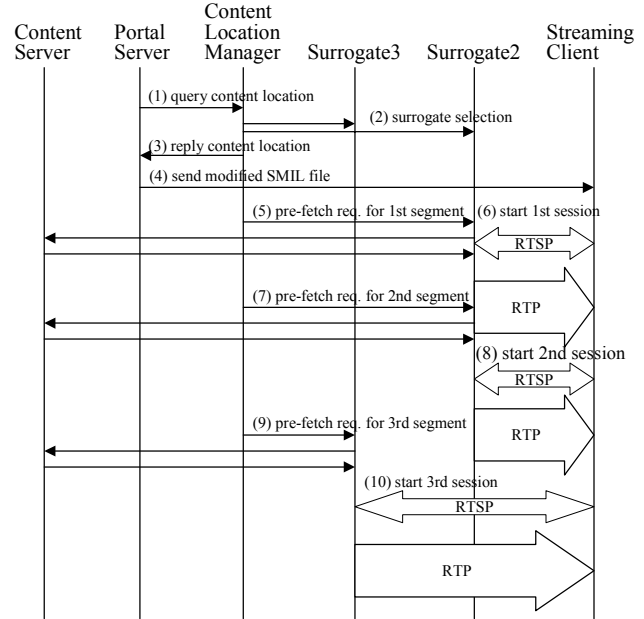 Content Server
Portal Server
Content Location Manager
Surrogate3
Surrogate2
Streaming Client
(1) query content location
(2) surrogate selection
(3) reply content location
(4) send modified SMIL file
(5) pre-fetch req. for 1st segment
(6) start 1st session
RTSP
(7) pre-fetch req. for 2nd segment
RTP
(8) start 2nd session
RTSP
(9) pre-fetch req. for 3rd segment
RTP
(10) start 3rd session
RTSP
RTP